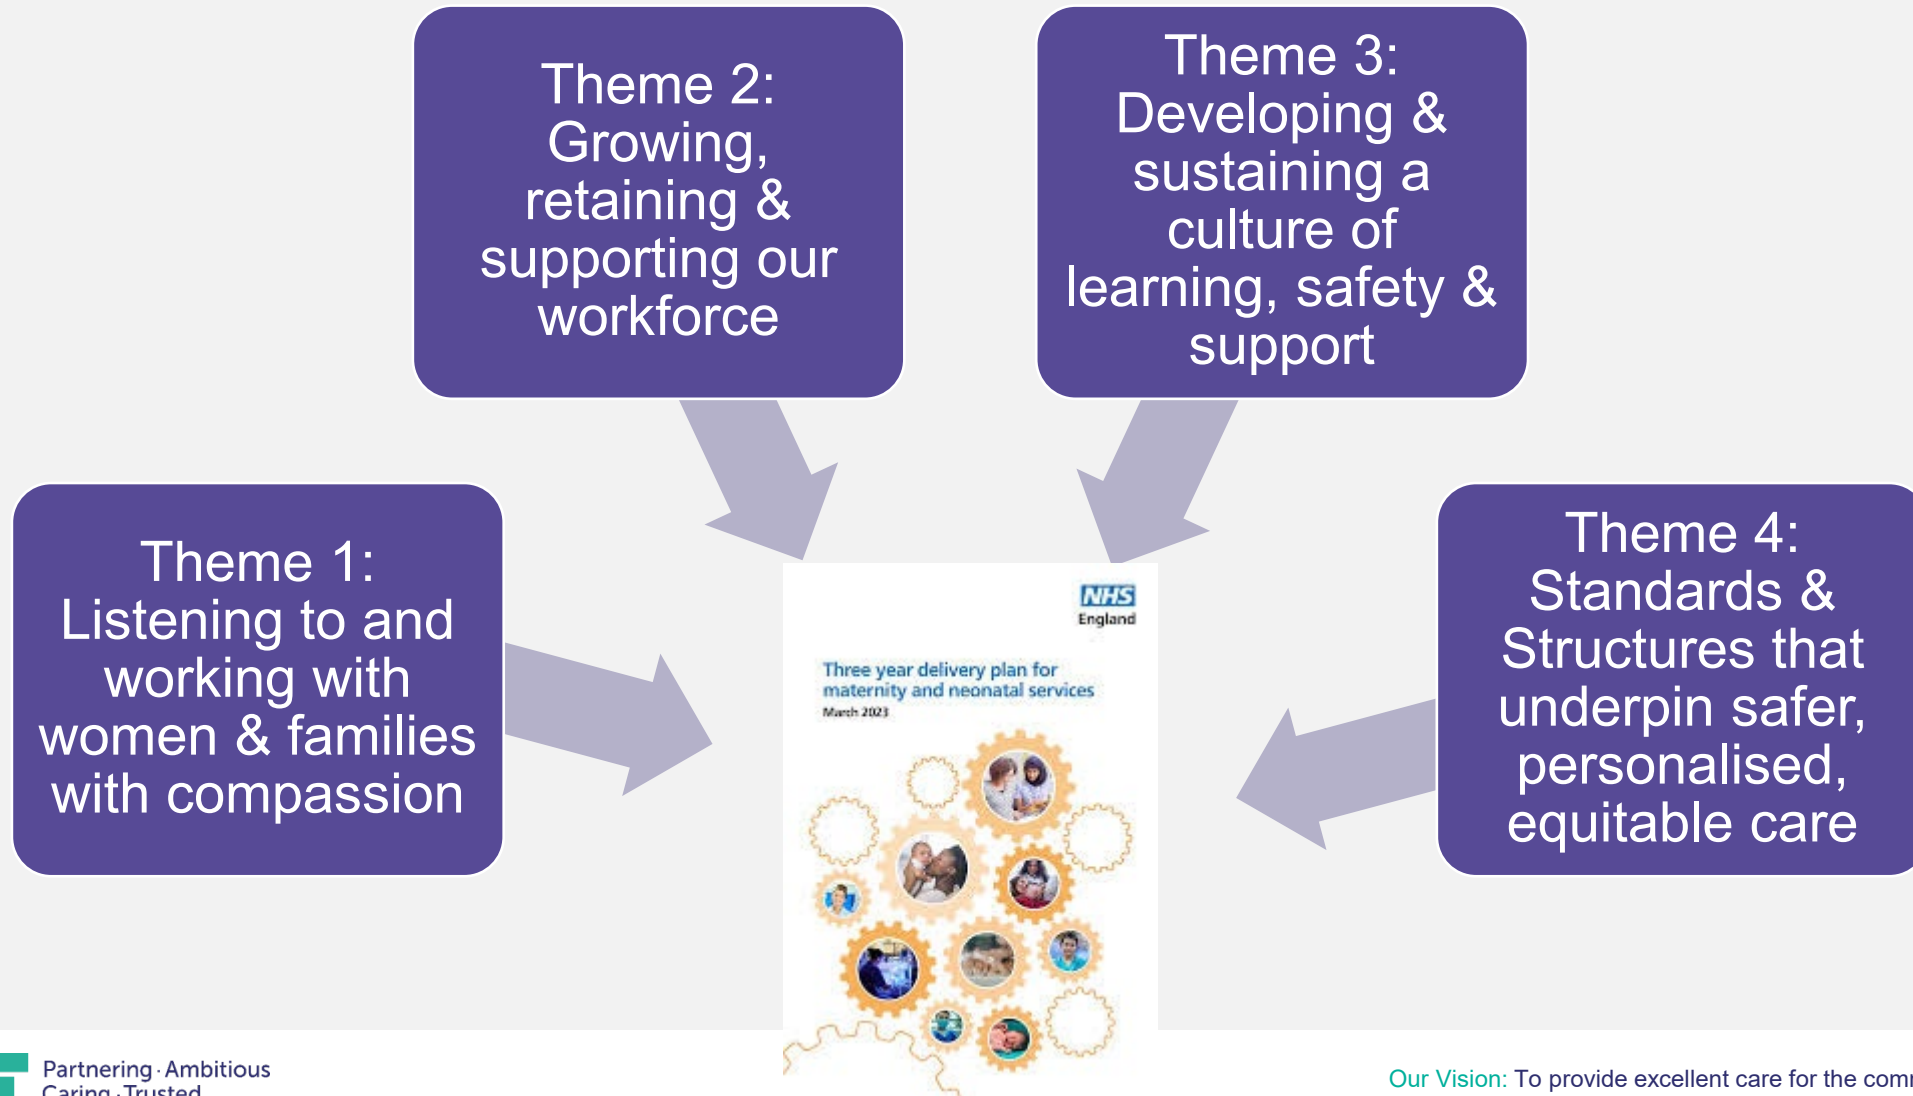 Theme 2:
Growing,
retaining &
supporting our
workforce
Theme 3:
Developing &
sustaining a
culture of
learning, safety &
support
Theme 1:
Listening to and
working with
women & families
with compassion
Theme 4:
Standards &
Structures that
underpin safer,
personalised,
equitable care
NHS
England
Three year delivery plan for
maternity and neonatal services
March 2023
Partnering · Ambitious
Caring · Trusted
Our Vision: To provide excellent care for the